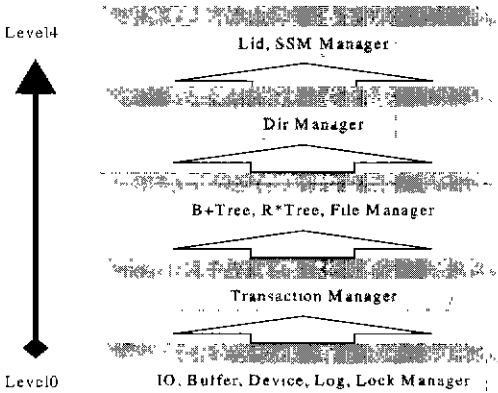 Level4
Lid, SSM Manager
Dir Manager
B+Tree, R*Tree, File Manager
Transaction Manager
Level0
IO, Buffer, Device, Log, Lock Manager